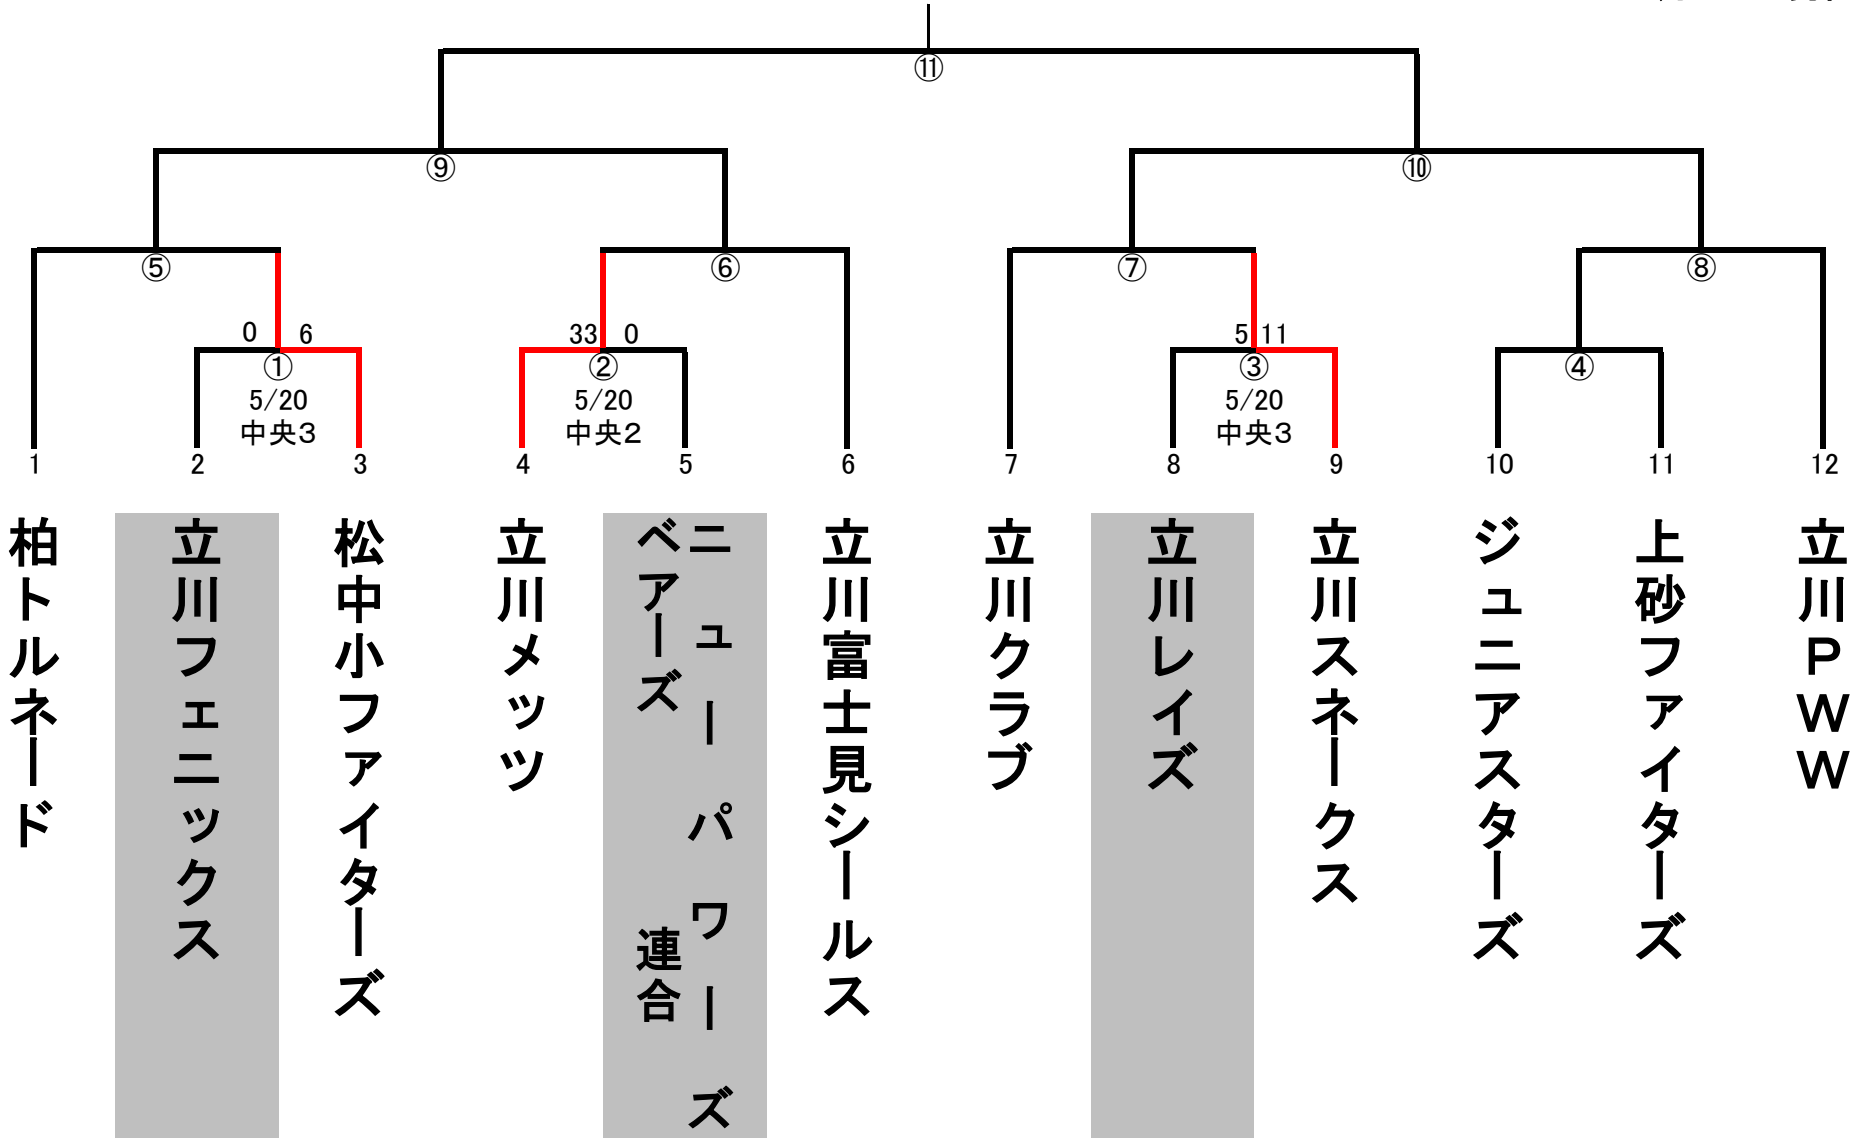 ⑪
⑨
⑩
⑤
⑥
⑦
⑧
0 6
33 0
5 11
①
②
③
④
5/20
中央3
5/20
中央2
5/20
中央3
1
2
3
4
5
6
7
8
9
10
11
12
柏トルネード
立川フェニックス
松中小ファイターズ
立川メッツ
ニューパワーズ
ベアーズ 連合
立川富士見シールス
立川クラブ
立川レイズ
立川スネークス
ジュニアスターズ
上砂ファイターズ
立川PWW